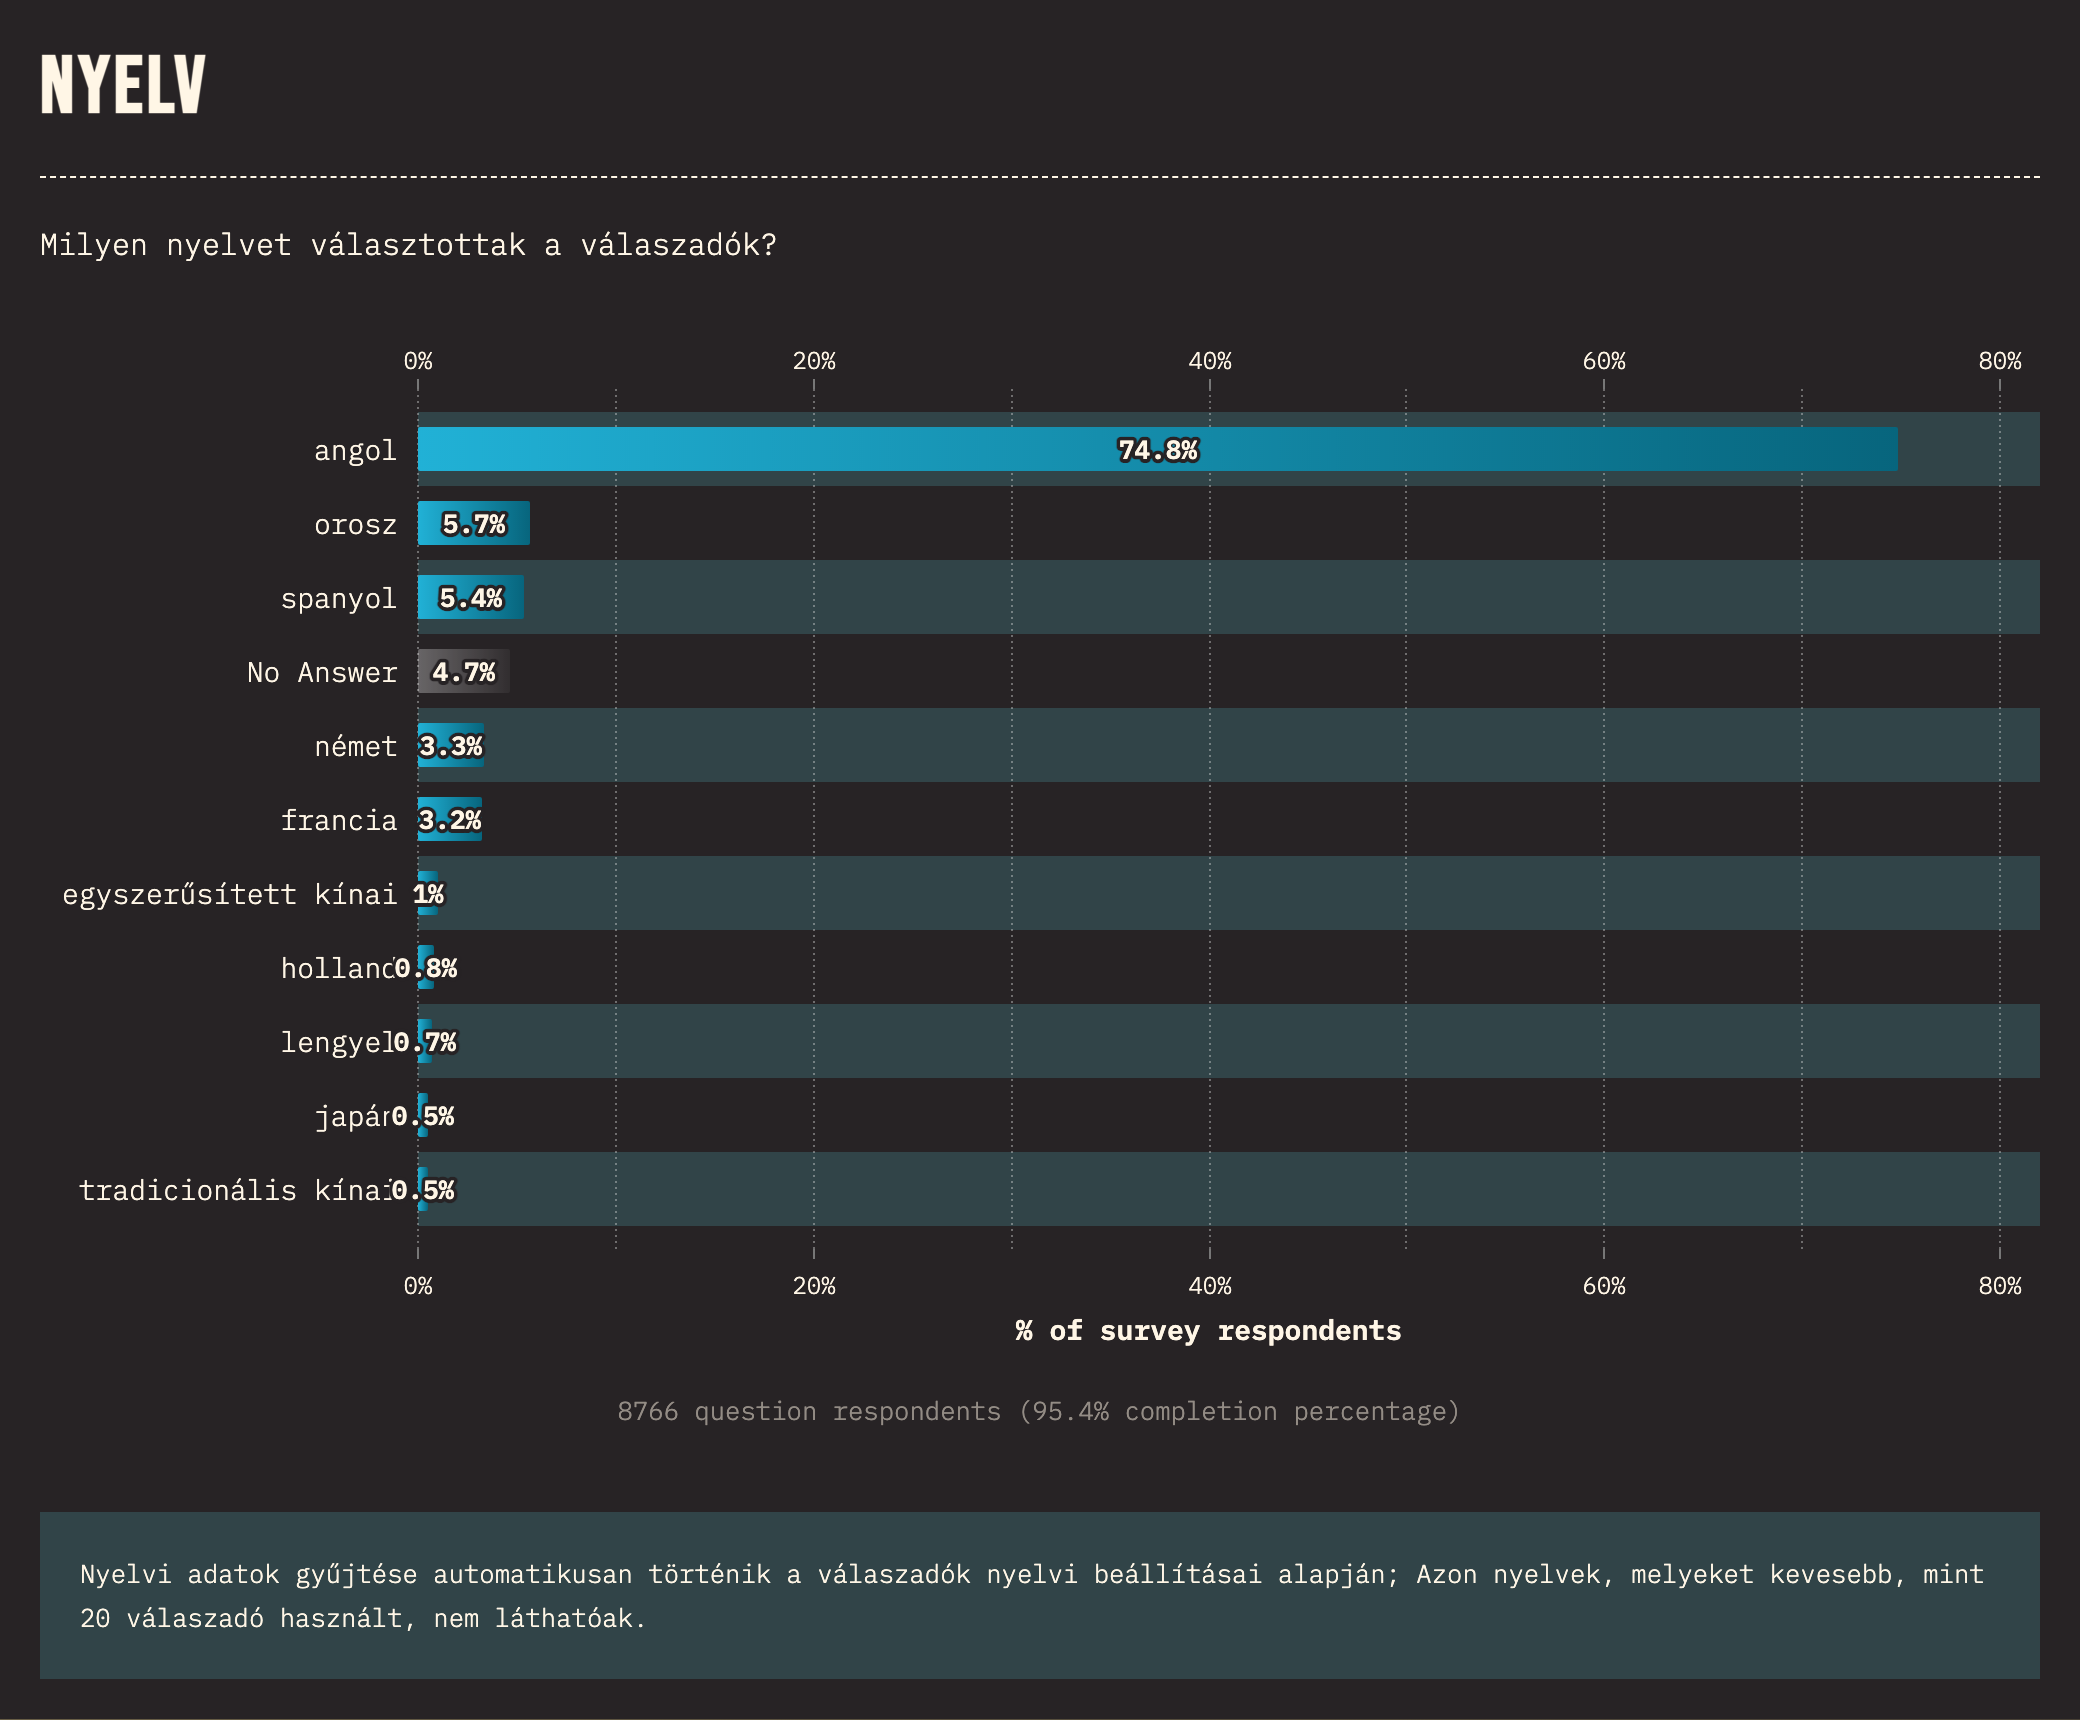 NYELV
Milyen nyelvet választottak a válaszadók?
0% 20% 40% 60% 80%
angol 74.8%
orosz 5.7%
spanyol 5.4%
No Answer 4.7%
német 3.3%
francia 3.2%
egyszerűsített kínai 1%
holland 0.8%
lengyel 0.7%
japán 0.5%
tradicionális kínai 0.5%
0% 20% 40% 60% 80%
% of survey respondents
8766 question respondents (95.4% completion percentage)
Nyelvi adatok gyűjtése automatikusan történik a válaszadók nyelvi beállításai alapján; Azon nyelvek, melyeket kevesebb, mint
20 válaszadó használt, nem láthatóak.